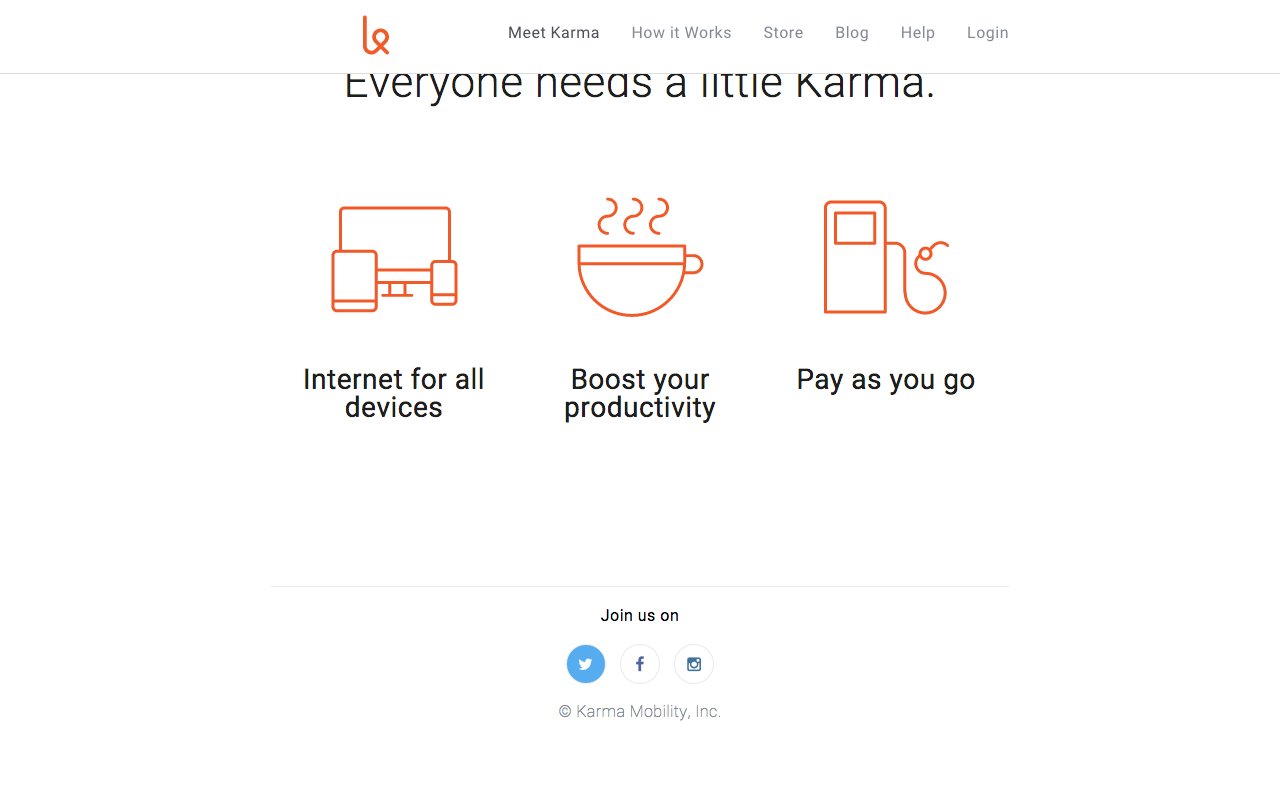 Meet Karma How it Works Store Blog Help Login
Everyone needs a little Karma.
Internet for all
devices
Boost your
productivity
Pay as you go
Join us on
© Karma Mobility, Inc.